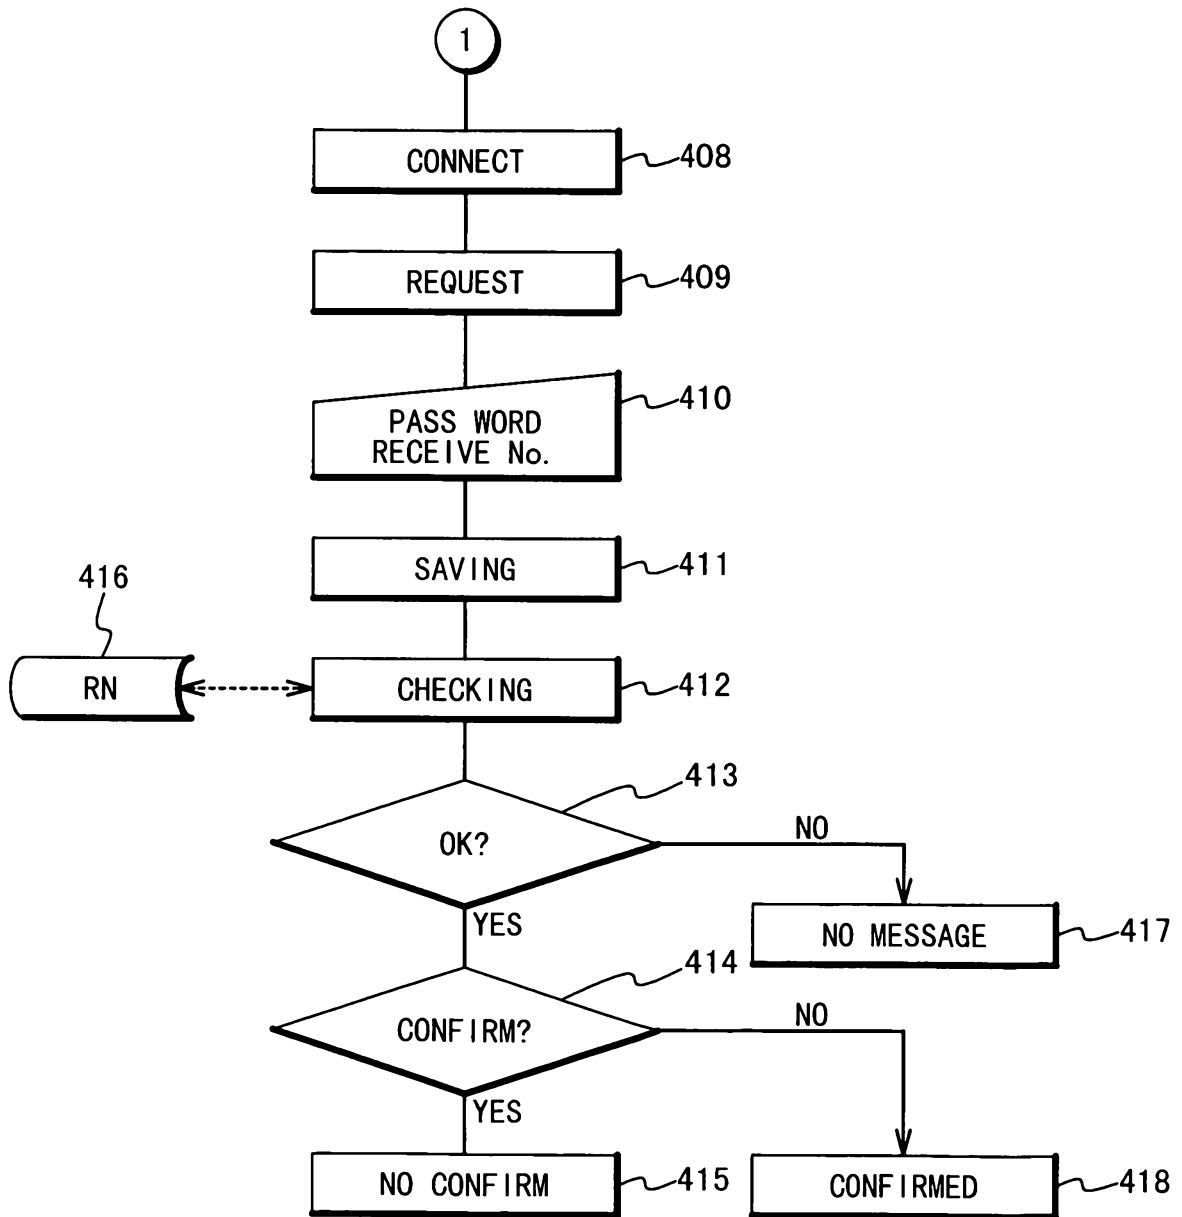 1
CONNECT
408
REQUEST
409
PASS WORD
RECEIVE No.
410
SAVING
411
416
RN
CHECKING
412
OK?
413
NO
YES
NO MESSAGE
417
CONFIRM?
414
NO
YES
NO CONFIRM
415
CONFIRMED
418